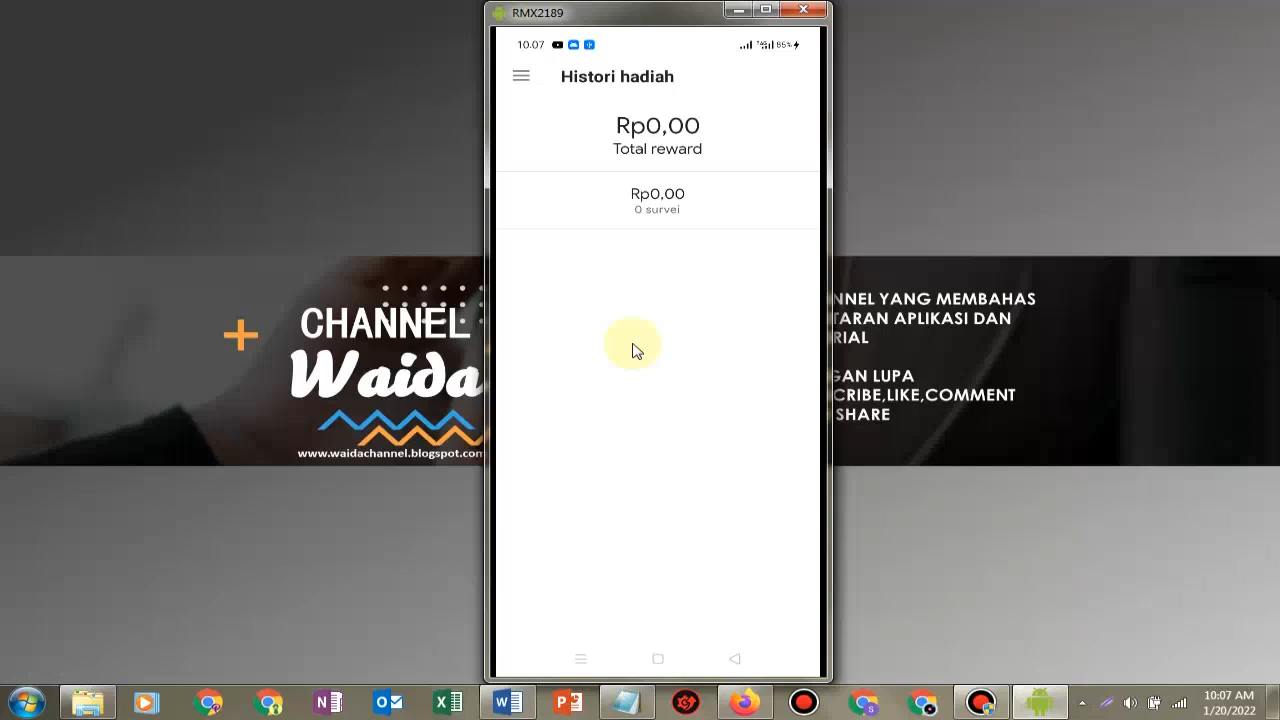 RMX2189
10.07
85%
Histori hadiah
Rp0,00
Total reward
Rp0,00
0 survei
CHANNEL
Waida
www.waidachannel.blogspot.com
NNEL YANG MEMBAHAS
TARAN APLIKASI DAN
RIAL
GAN LUPA
CRIBE,LIKE,COMMENT
SHARE
10:07 AM
1/20/2022